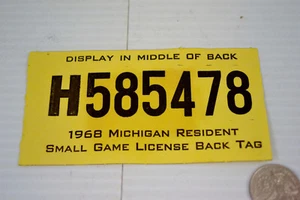 DISPLAY IN MIDDLE OF BACK
H585478
1968 MICHIGAN RESIDENT
SMALL GAME LICENSE BACK TAG